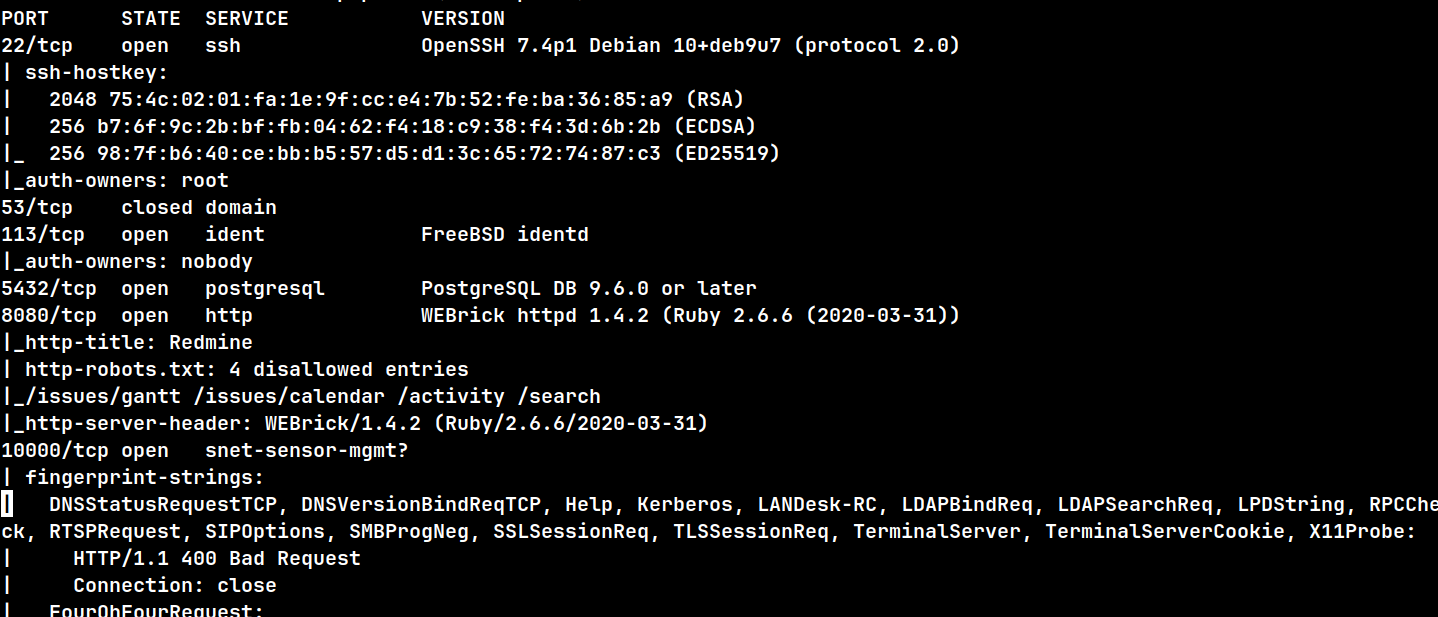 PORT      STATE  SERVICE           VERSION
22/tcp    open   ssh               OpenSSH 7.4p1 Debian 10+deb9u7 (protocol 2.0)
| ssh-hostkey:
|   2048 75:4c:02:01:fa:1e:9f:cc:e4:7b:52:fe:ba:36:85:a9 (RSA)
|   256 b7:6f:9c:2b:bf:fb:04:62:f4:18:c9:38:f4:3d:6b:2b (ECDSA)
|_  256 98:7f:b6:40:ce:bb:b5:57:d5:d1:3c:65:72:74:87:c3 (ED25519)
|_auth-owners: root
53/tcp    closed domain
113/tcp   open   ident             FreeBSD identd
|_auth-owners: nobody
5432/tcp  open   postgresql        PostgreSQL DB 9.6.0 or later
8080/tcp  open   http              WEBrick httpd 1.4.2 (Ruby 2.6.6 (2020-03-31))
|_http-title: Redmine
| http-robots.txt: 4 disallowed entries
|_/issues/gantt /issues/calendar /activity /search
|_http-server-header: WEBrick/1.4.2 (Ruby/2.6.6/2020-03-31)
10000/tcp open   snet-sensor-mgmt?
| fingerprint-strings:
|   DNSStatusRequestTCP, DNSVersionBindReqTCP, Help, Kerberos, LANDesk-RC, LDAPBindReq, LDAPSearchReq, LPDString, RPCChe
ck, RTSPRequest, SIPOptions, SMBProgNeg, SSLSessionReq, TLSSessionReq, TerminalServer, TerminalServerCookie, X11Probe:
|     HTTP/1.1 400 Bad Request
|     Connection: close
|   FourOhFourRequest: